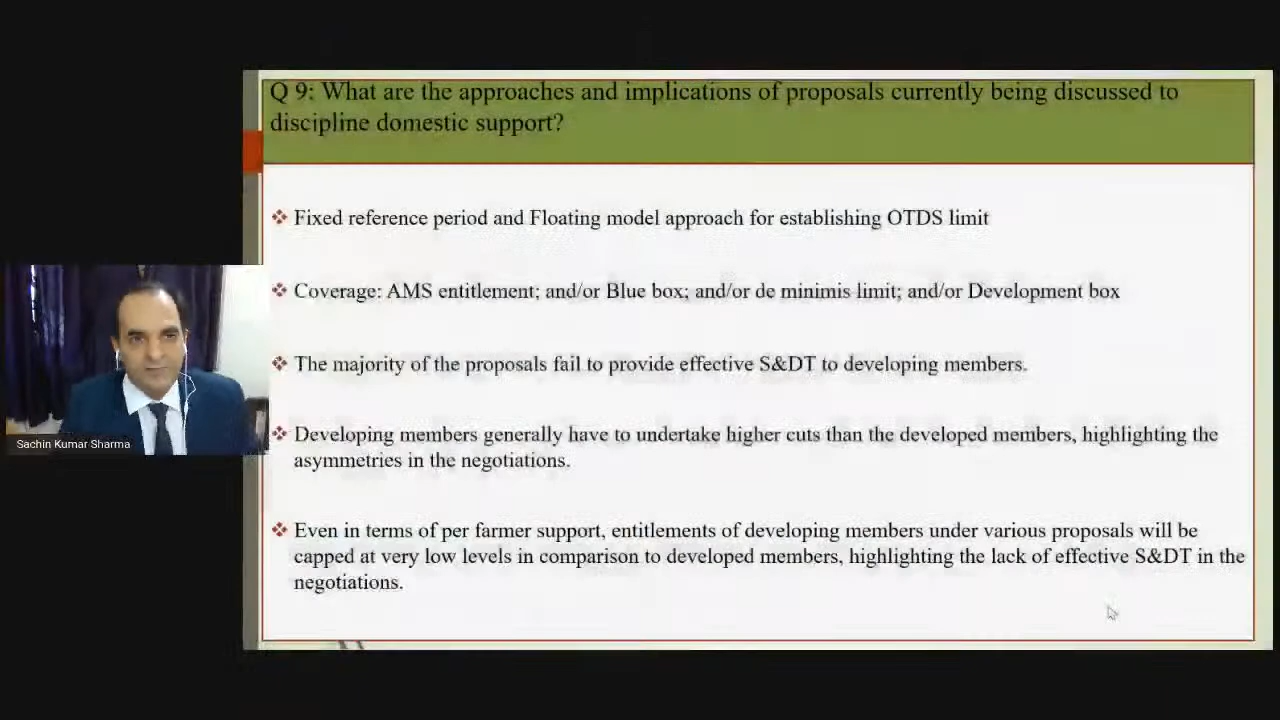 Q 9: What are the approaches and implications of proposals currently being discussed to
discipline domestic support?
❖ Fixed reference period and Floating model approach for establishing OTDS limit
❖ Coverage: AMS entitlement; and/or Blue box; and/or de minimis limit; and/or Development box
❖ The majority of the proposals fail to provide effective S&DT to developing members.
❖ Developing members generally have to undertake higher cuts than the developed members, highlighting the
asymmetries in the negotiations.
❖ Even in terms of per farmer support, entitlements of developing members under various proposals will be
capped at very low levels in comparison to developed members, highlighting the lack of effective S&DT in the
negotiations.
Sachin Kumar Sharma